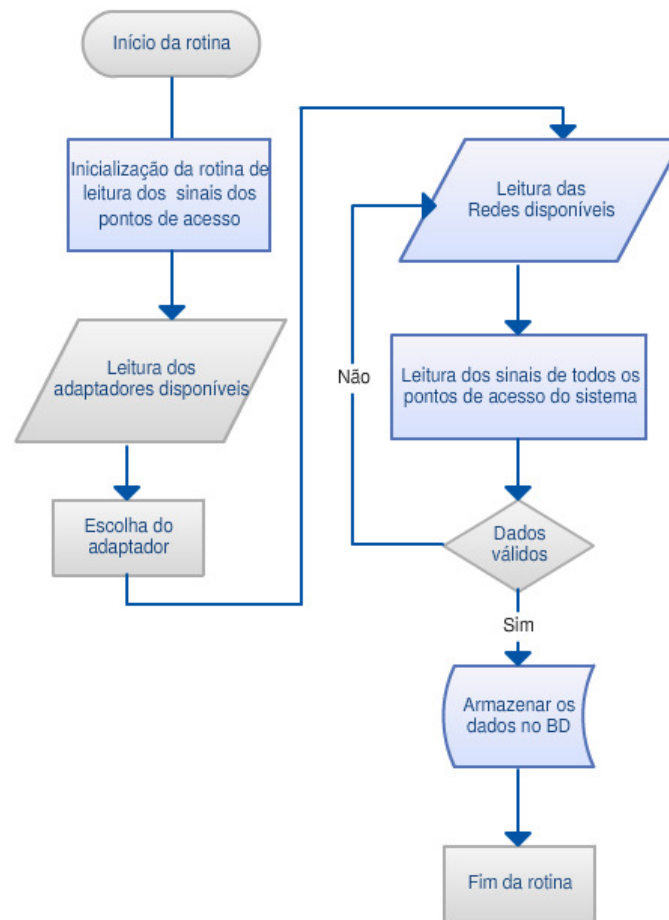 Início da rotina
Inicialização da rotina de
leitura dos sinais dos
pontos de acesso
Leitura dos
adaptadores disponíveis
Escolha do
adaptador
Leitura das
Redes disponíveis
Leitura dos sinais de todos os
pontos de acesso do sistema
Dados
válidos
Não
Sim
Armazenar os
dados no BD
Fim da rotina